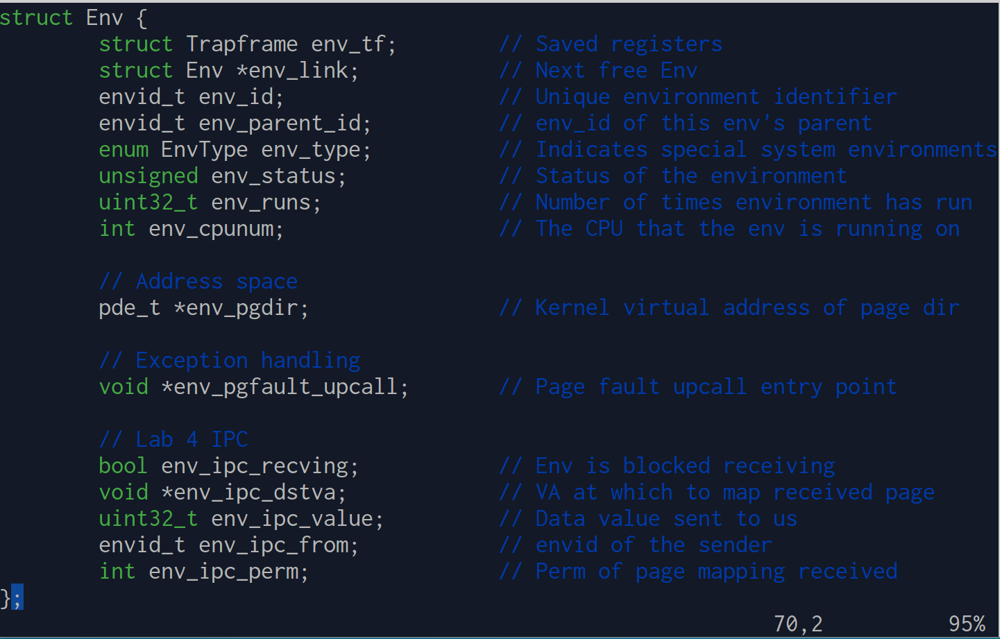 struct Env {
        struct Trapframe env_tf;        // Saved registers
        struct Env *env_link;           // Next free Env
        envid_t env_id;                 // Unique environment identifier
        envid_t env_parent_id;          // env_id of this env's parent
        enum EnvType env_type;          // Indicates special system environments
        unsigned env_status;            // Status of the environment
        uint32_t env_runs;              // Number of times environment has run
        int env_cpunum;                 // The CPU that the env is running on
        // Address space
        pde_t *env_pgdir;               // Kernel virtual address of page dir
        // Exception handling
        void *env_pgfault_upcall;       // Page fault upcall entry point
        // Lab 4 IPC
        bool env_ipc_recving;           // Env is blocked receiving
        void *env_ipc_dstva;            // VA at which to map received page
        uint32_t env_ipc_value;         // Data value sent to us
        envid_t env_ipc_from;           // envid of the sender
        int env_ipc_perm;               // Perm of page mapping received
};
70,2          95%